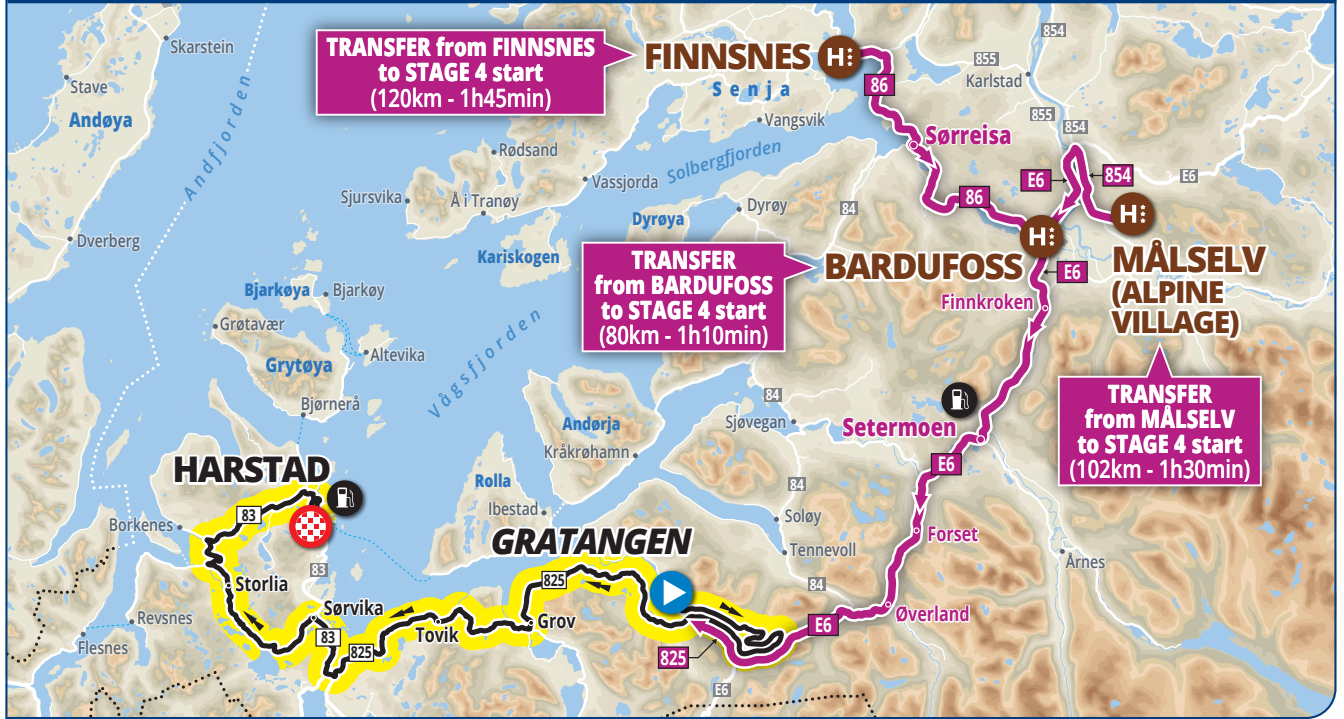 Skarstein
Stave
Andøya
Andfjorden
Dverberg
TRANSFER from FINNSNES
to STAGE 4 start
(120km - 1h45min)
FINNSNES
H
86
Senja
Vangsvik
Sørreisa
Rødsand
Solbergfjorden
Vassjorda
Sjursvika
Å i Tranøy
Dyrøya
Dyrøy
84
Kariskogen
86
854
855
Karlstad
855
854
E6
854
E6
H
H
TRANSFER
from BARDUFOSS
to STAGE 4 start
(80km - 1h10min)
BARDUFOSS
E6
MÅLSELV
(ALPINE
VILLAGE)
Finnkroken
TRANSFER
from MÅLSELV
to STAGE 4 start
(102km - 1h30min)
Bjarkøya
Bjarkøy
Grøtavær
Altevika
Grytøya
Bjørnerå
Vågsfjorden
84
Sjøvegan
Andørja
Kråkrøhamn
Setermoen
E6
HARSTAD
83
Rolla
Ibestad
84
Soløy
Borkenes
GRATANGEN
Tennevoll
Forset
Årnes
83
825
84
Storlia
Sørvika
Revsnes
Flesnes
83
825
Tovik
Grov
Øverland
E6
825
E6